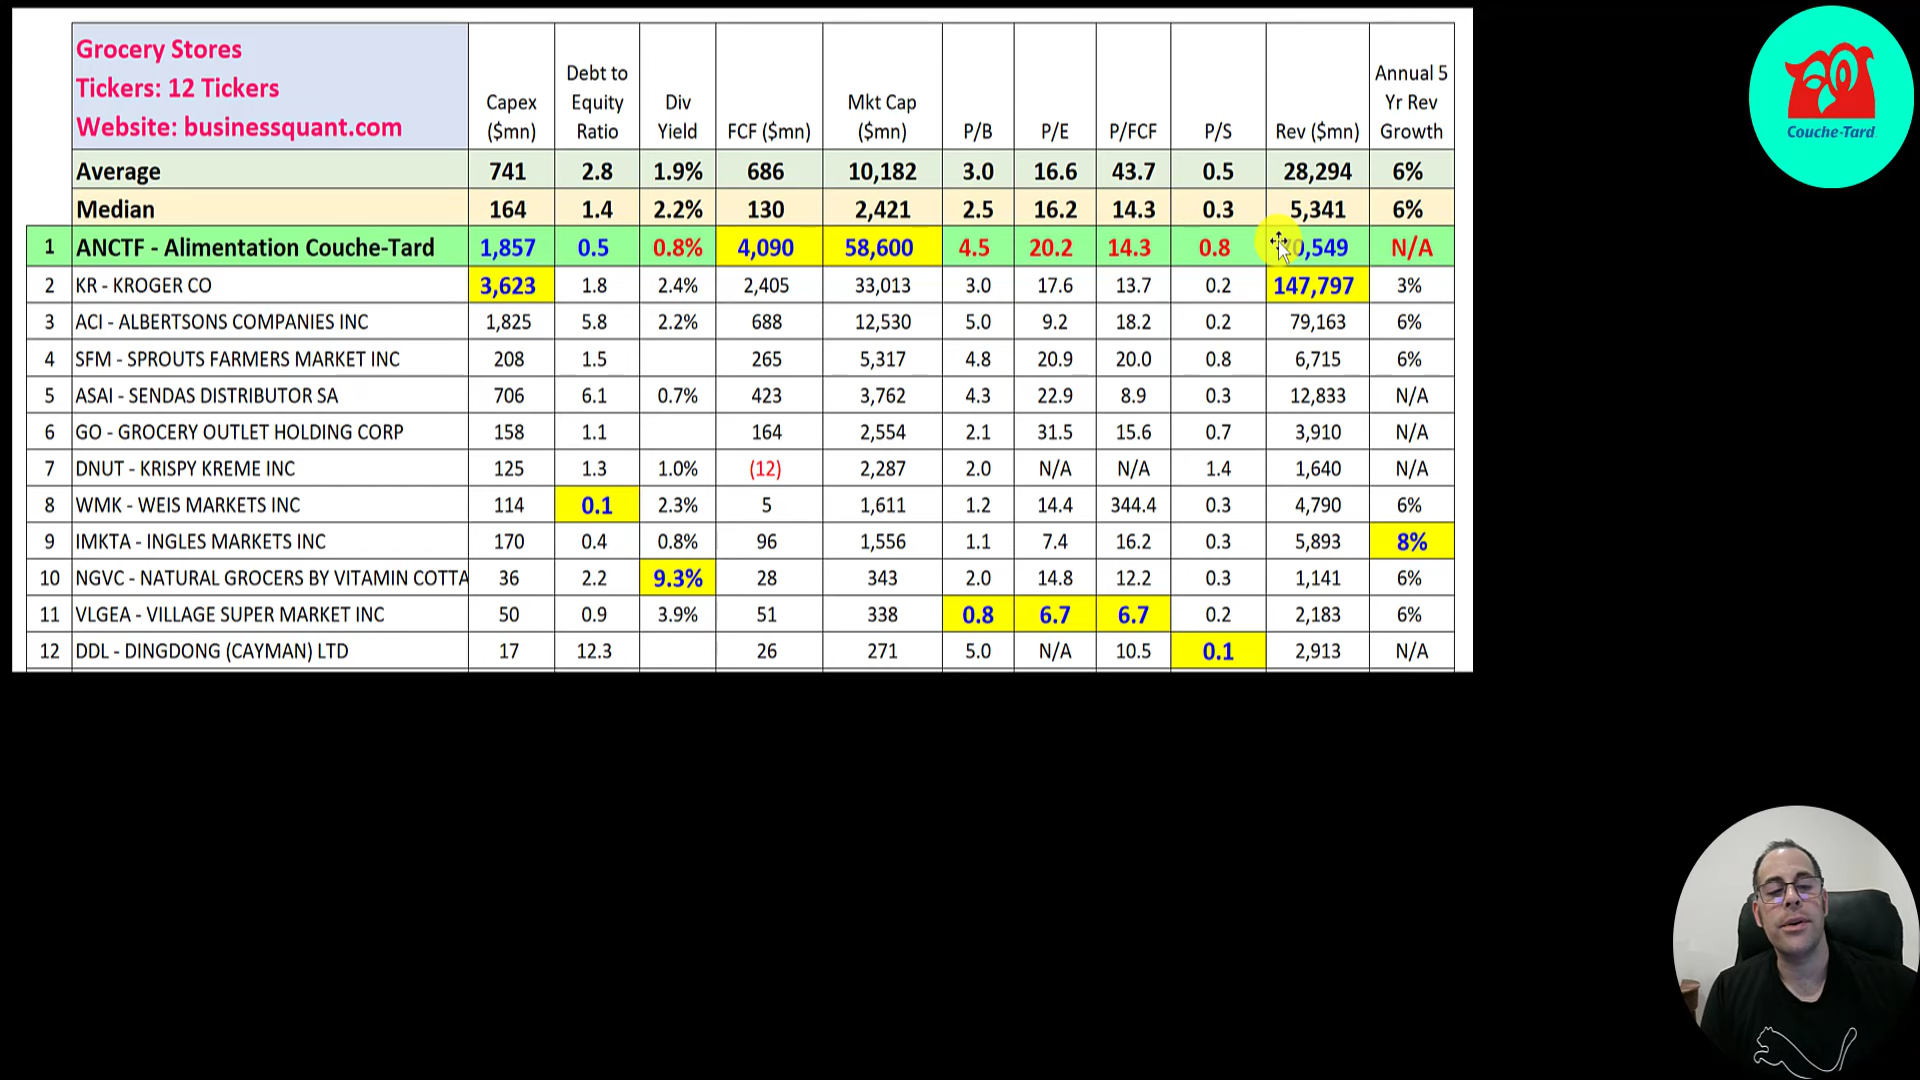 Grocery Stores
Tickers: 12 Tickers
Website: businessquant.com
Capex ($mn) Debt to Equity Ratio Div Yield FCF ($mn) Mkt Cap ($mn) P/B P/E P/FCF P/S Rev ($mn) Annual 5 Yr Rev Growth
Average 741 2.8 1.9% 686 10,182 3.0 16.6 43.7 0.5 28,294 6%
Median 164 1.4 2.2% 130 2,421 2.5 16.2 14.3 0.3 5,341 6%
1 ANCTF - Alimentation Couche-Tard 1,857 0.5 0.8% 4,090 58,600 4.5 20.2 14.3 0.8 0,549 N/A
2 KR - KROGER CO 3,623 1.8 2.4% 2,405 33,013 3.0 17.6 13.7 0.2 147,797 3%
3 ACI - ALBERTSONS COMPANIES INC 1,825 5.8 2.2% 688 12,530 5.0 9.2 18.2 0.2 79,163 6%
4 SFM - SPROUTS FARMERS MARKET INC 208 1.5 265 5,317 4.8 20.9 20.0 0.8 6,715 6%
5 ASAI - SENDAS DISTRIBUTOR SA 706 6.1 0.7% 423 3,762 4.3 22.9 8.9 0.3 12,833 N/A
6 GO - GROCERY OUTLET HOLDING CORP 158 1.1 164 2,554 2.1 31.5 15.6 0.7 3,910 N/A
7 DNUT - KRISPY KREME INC 125 1.3 1.0% (12) 2,287 2.0 N/A N/A 1.4 1,640 N/A
8 WMK - WEIS MARKETS INC 114 0.1 2.3% 5 1,611 1.2 14.4 344.4 0.3 4,790 6%
9 IMKTA - INGLES MARKETS INC 170 0.4 0.8% 96 1,556 1.1 7.4 16.2 0.3 5,893 8%
10 NGVC - NATURAL GROCERS BY VITAMIN COTTA 36 2.2 9.3% 28 343 2.0 14.8 12.2 0.3 1,141 6%
11 VLGEA - VILLAGE SUPER MARKET INC 50 0.9 3.9% 51 338 0.8 6.7 6.7 0.2 2,183 6%
12 DDL - DINGDONG (CAYMAN) LTD 17 12.3 26 271 5.0 N/A 10.5 0.1 2,913 N/A
Couche-Tard